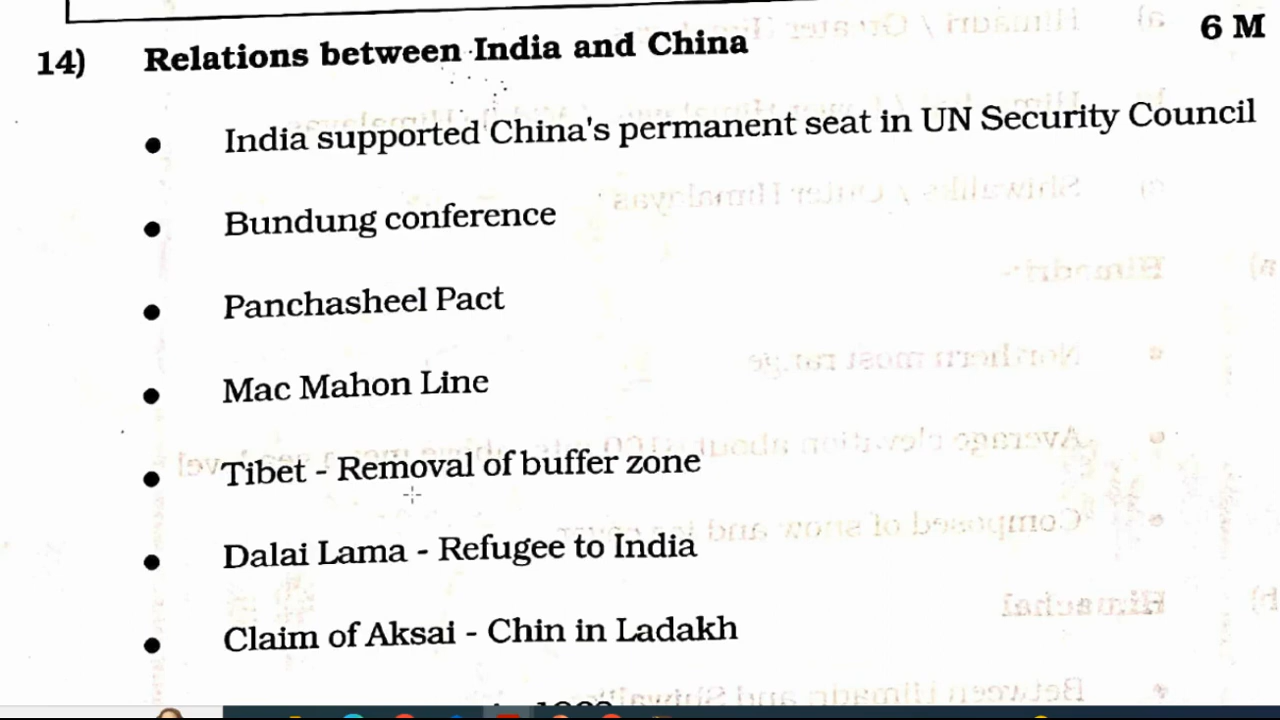 14) Relations between India and China 6 M
● India supported China's permanent seat in UN Security Council
● Bundung conference
● Panchasheel Pact
● Mac Mahon Line
● Tibet - Removal of buffer zone
● Dalai Lama - Refugee to India
● Claim of Aksai - Chin in Ladakh